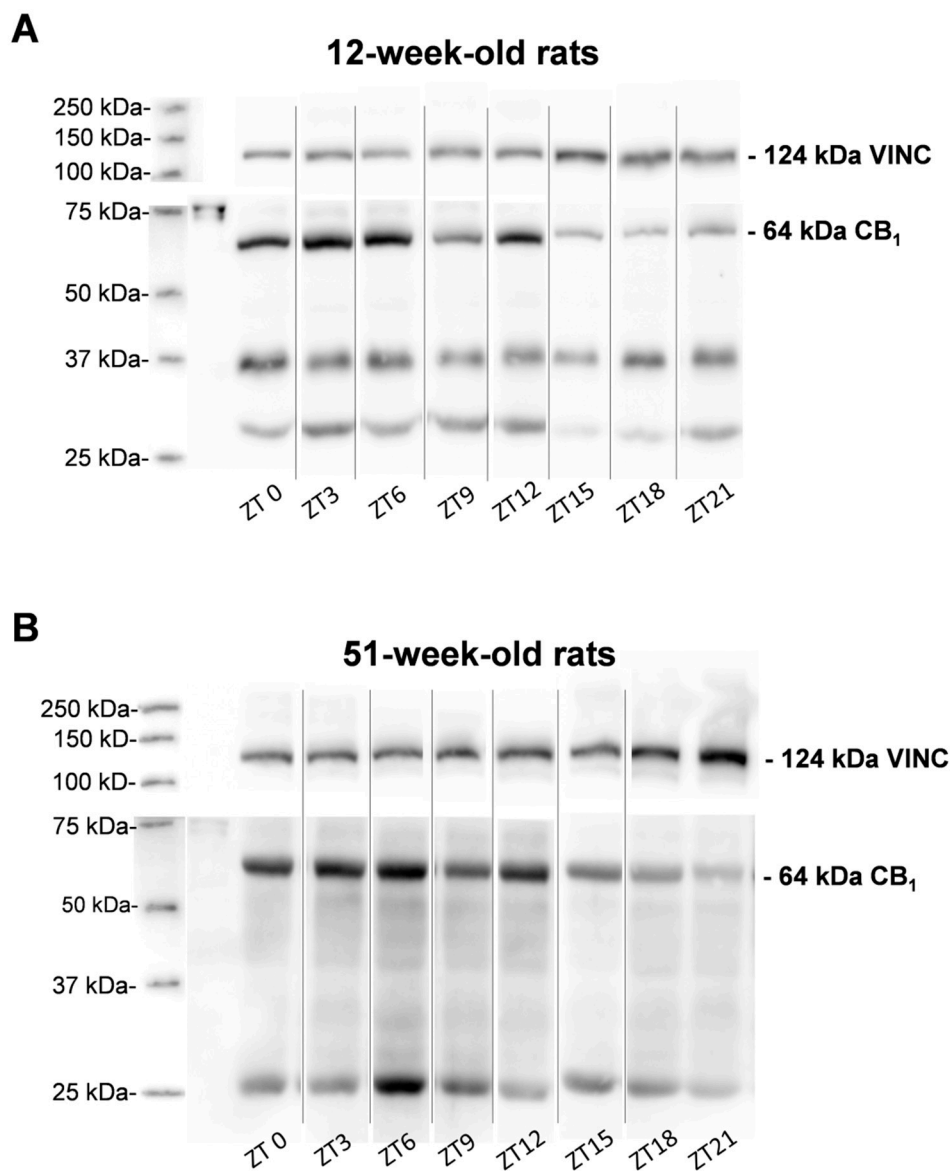 A
12-week-old rats
250 kDa-
150 kDa-
100 kDa-
- 124 kDa VINC
75 kDa-
- 64 kDa CB₁
50 kDa-
37 kDa-
25 kDa-
ZT 0 ZT3 ZT6 ZT9 ZT12 ZT15 ZT18 ZT21
B
51-week-old rats
250 kDa-
150 kD-
- 124 kDa VINC
100 kD-
75 kDa-
- 64 kDa CB₁
50 kDa-
37 kDa-
25 kDa-
ZT 0 ZT3 ZT6 ZT9 ZT12 ZT15 ZT18 ZT21